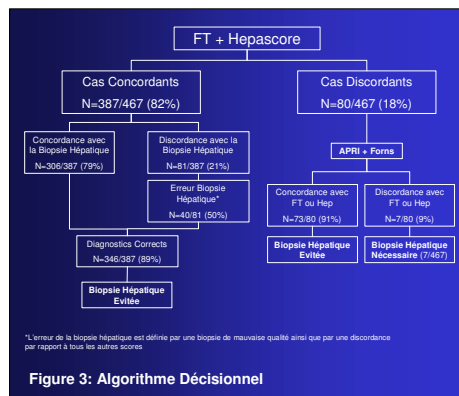 FT + Hepascore
Cas Concordants
N=387/467 (82%)
Cas Discordants
N=80/467 (18%)
Concordance avec
la Biopsie Hépatique
N=306/387 (79%)
Discordance avec la
Biopsie Hépatique
N=81/387 (21%)
APRI + Forns
Erreur Biopsie
Hépatique*
N=40/81 (50%)
Concordance avec
FT ou Hep
N=73/80 (91%)
Discordance avec
FT ou Hep
N=7/80 (9%)
Diagnostics Corrects
N=346/387 (89%)
Biopsie Hépatique
Evitée
Biopsie Hépatique
Nécessaire (7/467)
Biopsie Hépatique
Evitée
*L'erreur de la biopsie hépatique est définie par une biopsie de mauvaise qualité ainsi que par une discordance
par rapport à tous les autres scores
Figure 3: Algorithme Décisionnel